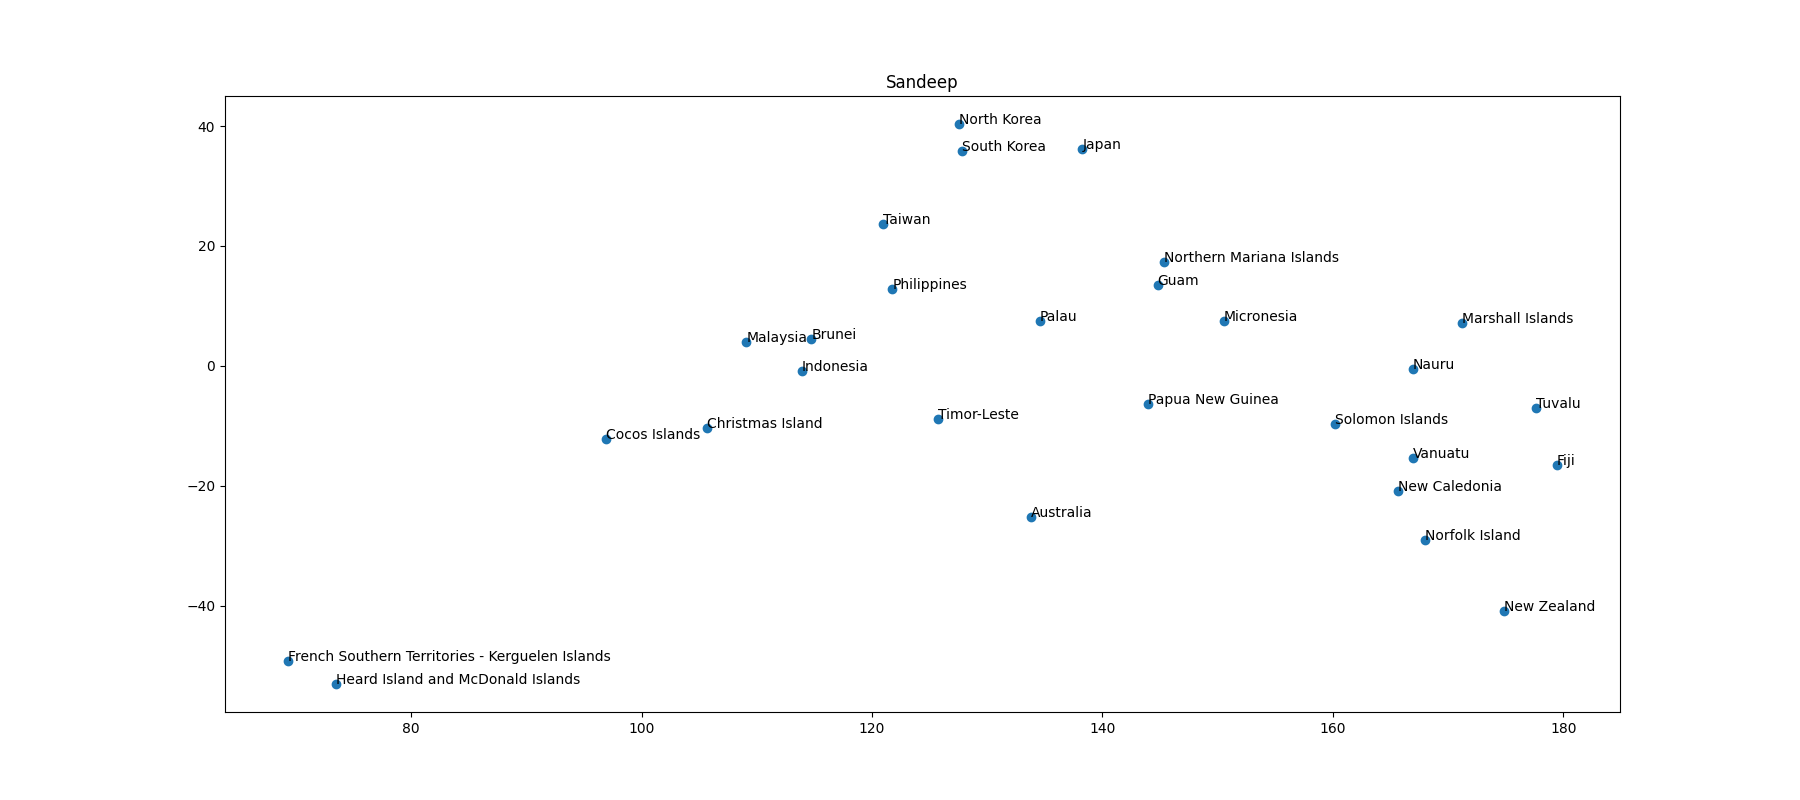 Sandeep
40
North Korea
South Korea
Japan
Taiwan
20
Northern Mariana Islands
Guam
Philippines
Palau
Micronesia
Marshall Islands
Malaysia
Brunei
0
Indonesia
Nauru
Papua New Guinea
Tuvalu
Timor-Leste
Solomon Islands
Christmas Island
Cocos Islands
Vanuatu
Fiji
−20
New Caledonia
Australia
Norfolk Island
−40
New Zealand
French Southern Territories - Kerguelen Islands
Heard Island and McDonald Islands
80
100
120
140
160
180